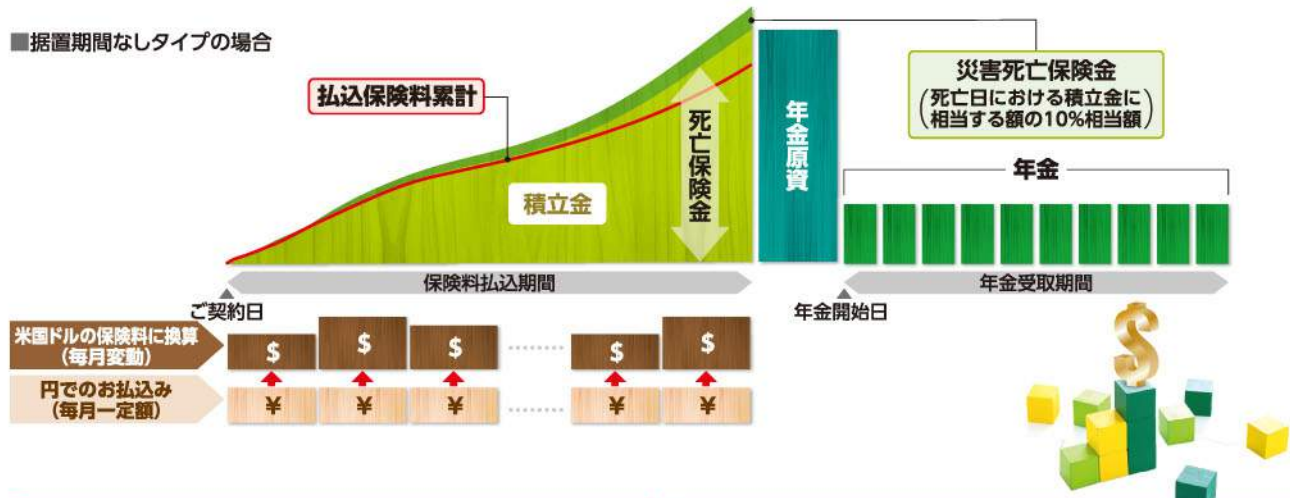 ■据置期間なしタイプの場合
払込保険料累計
積立金
死亡保険金
年金原資
災害死亡保険金
(死亡日における積立金に
相当する額の10%相当額)
年金
保険料払込期間
年金受取期間
ご契約日
年金開始日
米国ドルの保険料に換算
(毎月変動)
$ $ $ ......... $ $
円でのお払込み
(毎月一定額)
¥ ¥ ¥ ......... ¥ ¥
$